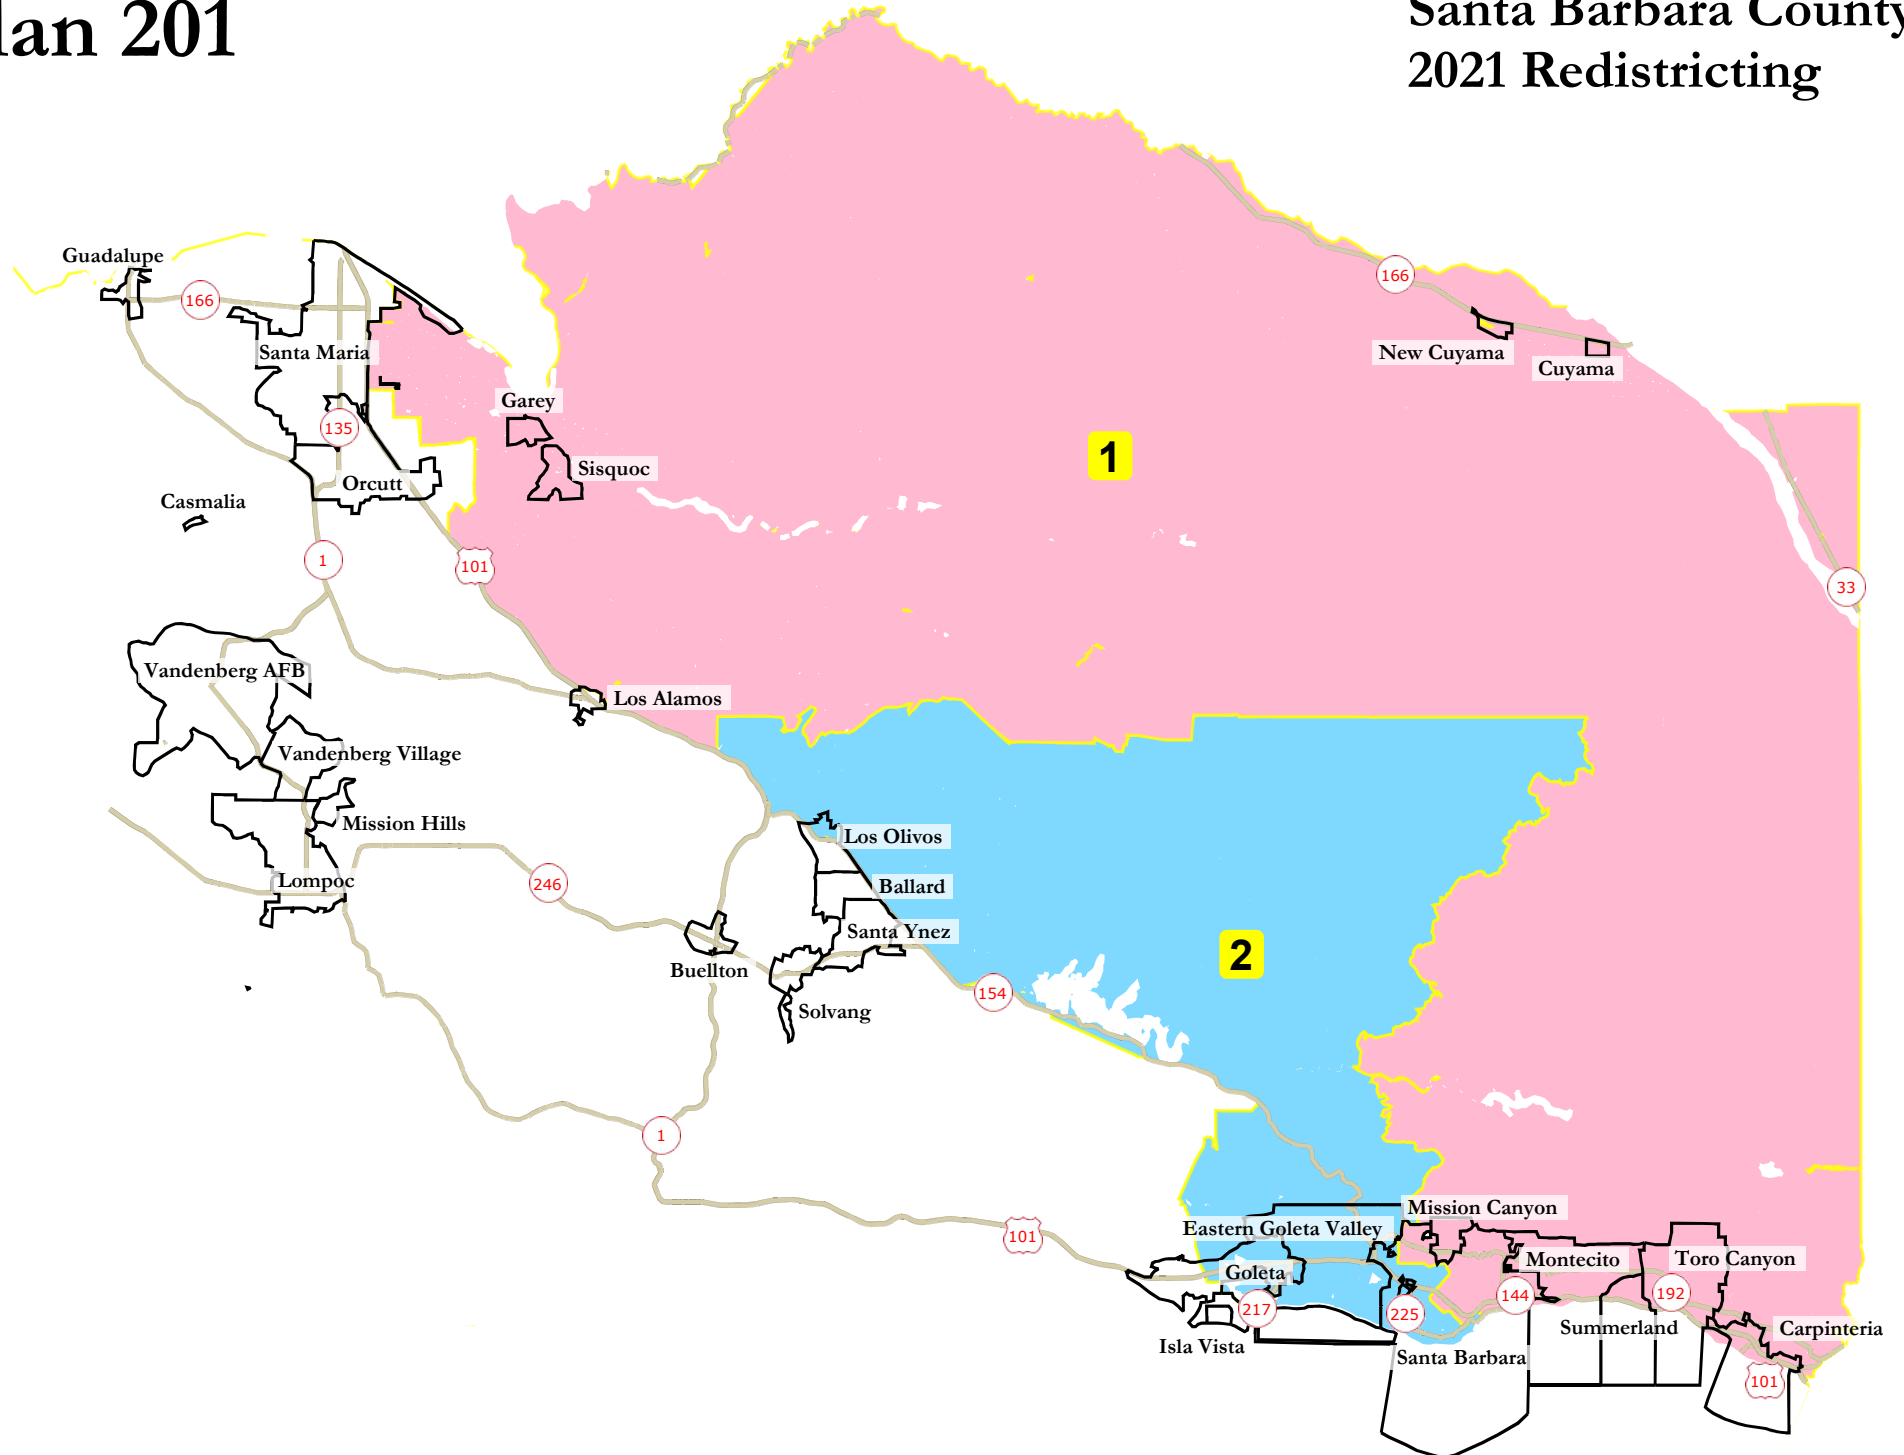 lan 201
Santa Barbara County
2021 Redistricting
Guadalupe
166
166
Santa Maria
New Cuyama
Cuyama
Garey
135
1
Sisquoc
Orcutt
Casmalia
1
101
33
Vandenberg AFB
Los Alamos
Vandenberg Village
Mission Hills
Los Olivos
Lompoc
246
Ballard
Santa Ynez
2
Buellton
154
Solvang
1
Mission Canyon
Eastern Goleta Valley
101
Montecito
Toro Canyon
Goleta
217
225
144
192
Summerland
Carpinteria
Isla Vista
Santa Barbara
101